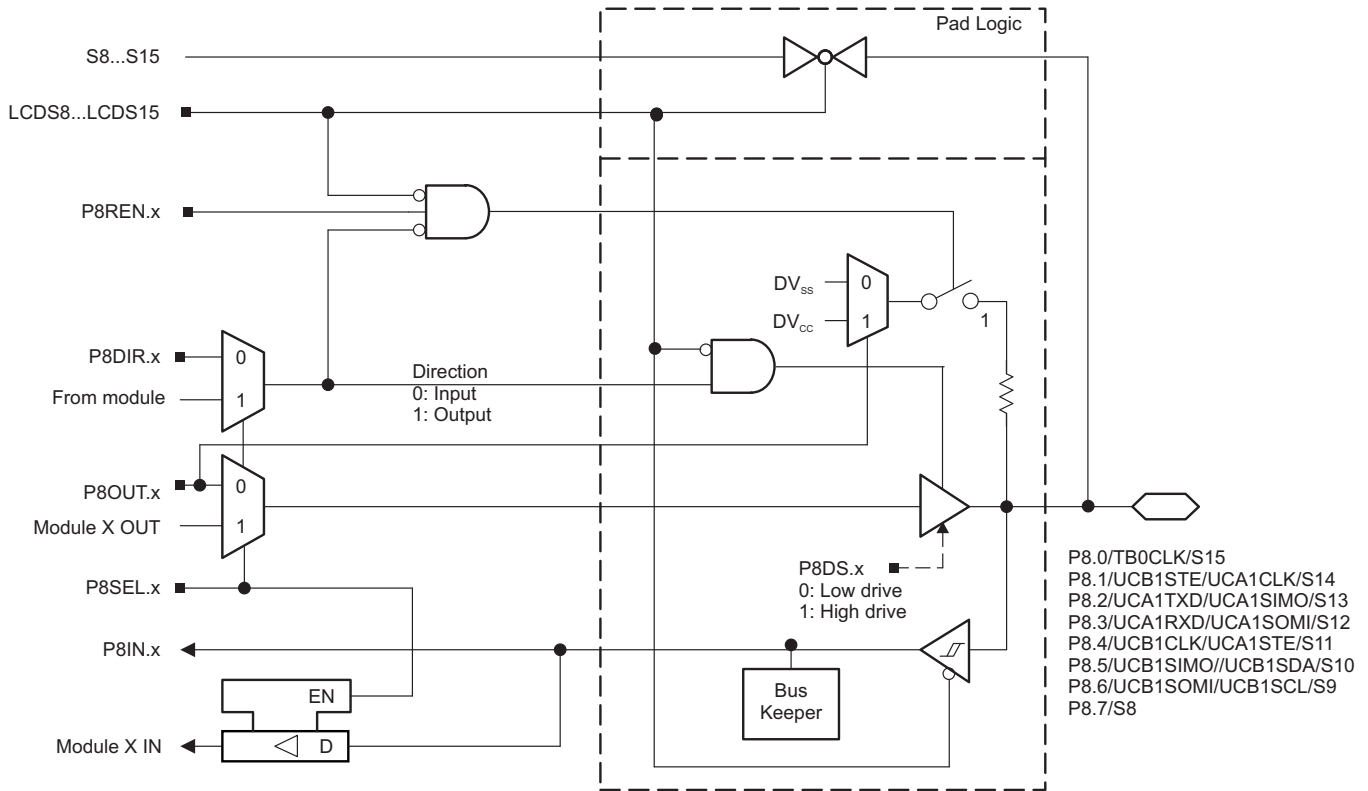 Pad Logic
S8...S15
LCDS8...LCDS15
P8REN.x
DVSS
0
DVCC
1
1
P8DIR.x
0
From module
1
Direction
0: Input
1: Output
P8OUT.x
0
Module X OUT
1
P8SEL.x
P8DS.x
0: Low drive
1: High drive
P8IN.x
EN
D
Module X IN
Bus
Keeper
P8.0/TB0CLK/S15
P8.1/UCB1STE/UCA1CLK/S14
P8.2/UCA1TXD/UCA1SIMO/S13
P8.3/UCA1RXD/UCA1SOMI/S12
P8.4/UCB1CLK/UCA1STE/S11
P8.5/UCB1SIMO//UCB1SDA/S10
P8.6/UCB1SOMI/UCB1SCL/S9
P8.7/S8